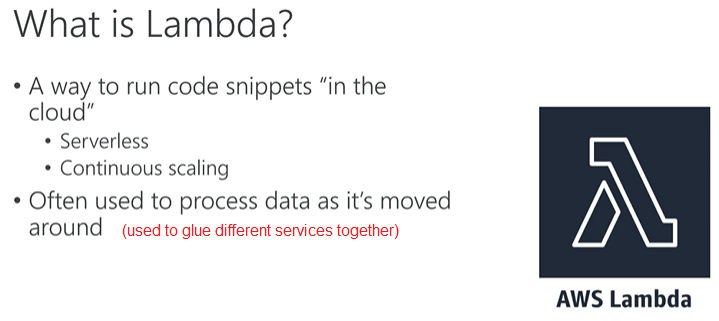 What is Lambda?
• A way to run code snippets “in the
cloud”
• Serverless
• Continuous scaling
• Often used to process data as it’s moved
around (used to glue different services together)
AWS Lambda